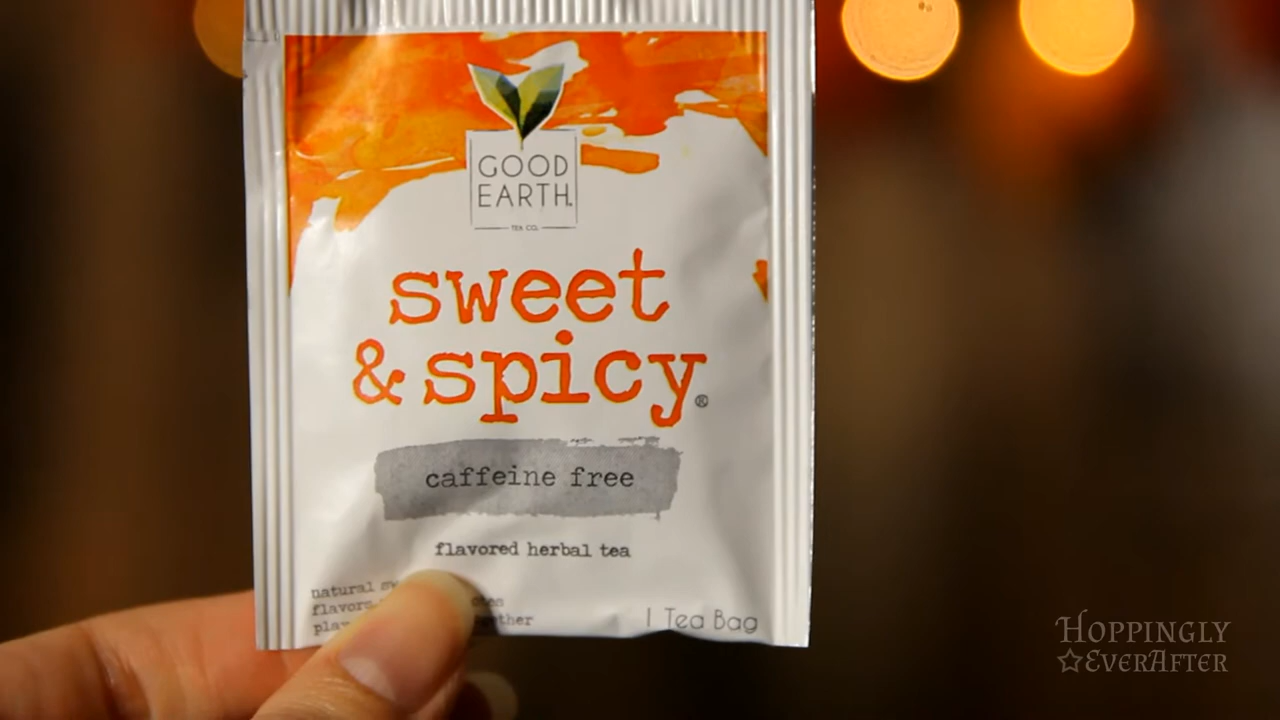 GOOD
EARTH
TEA CO.
sweet
& spicy®
caffeine free
flavored herbal tea
natural
flavors
1 Tea Bag
HOPPINGLY
☆EVERAFTER